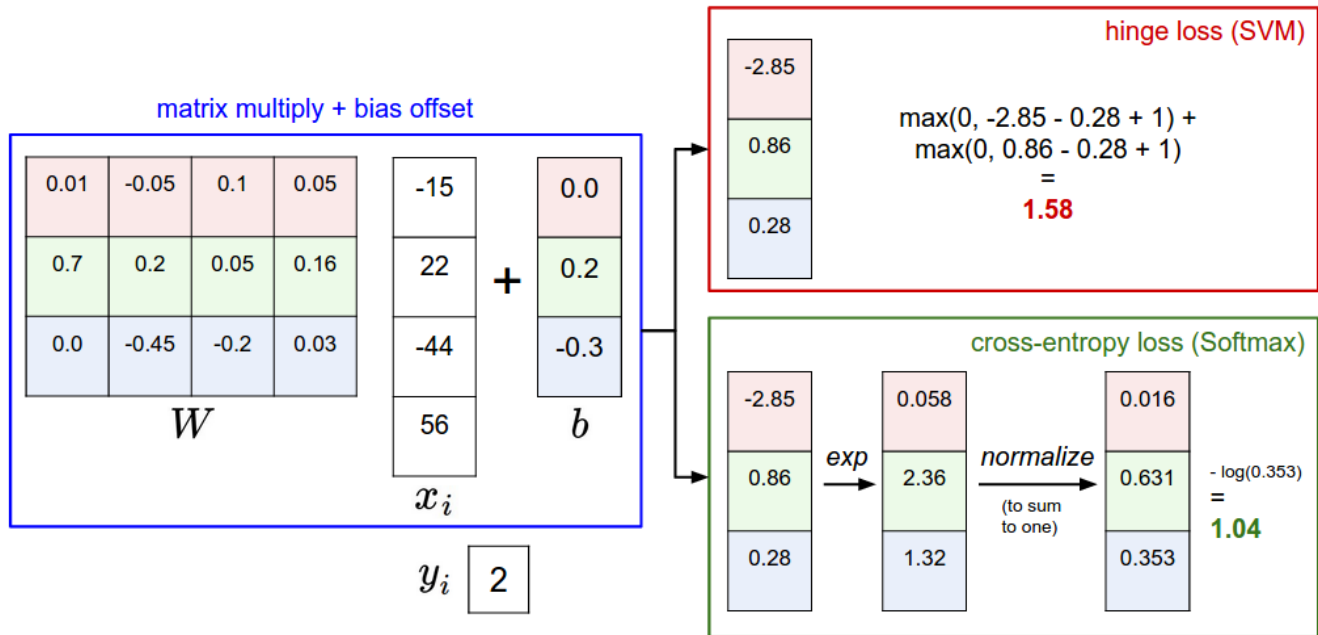 matrix multiply + bias offset
0.01 -0.05 0.1 0.05
0.7 0.2 0.05 0.16
0.0 -0.45 -0.2 0.03
W
-15
22
-44
56
x_i
+
0.0
0.2
-0.3
b
y_i 2
hinge loss (SVM)
-2.85
0.86
0.28
max(0, -2.85 - 0.28 + 1) +
max(0, 0.86 - 0.28 + 1)
=
1.58
cross-entropy loss (Softmax)
-2.85
0.86
0.28
exp
0.058
2.36
1.32
normalize
(to sum
to one)
0.016
0.631
0.353
- log(0.353)
=
1.04